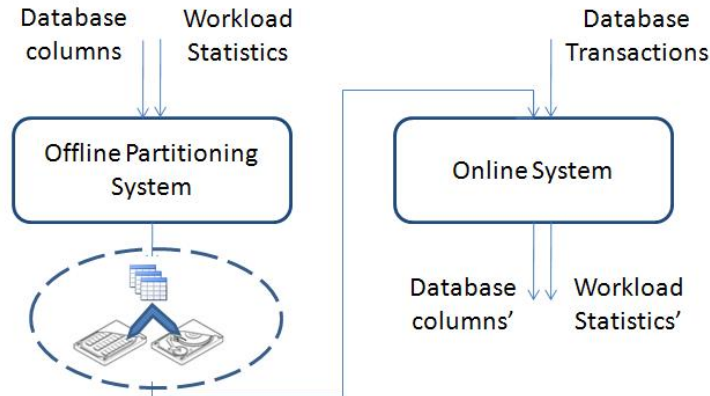 Database
columns
Workload
Statistics
Database
Transactions
Offline Partitioning
System
Online System
Database
columns’
Workload
Statistics’